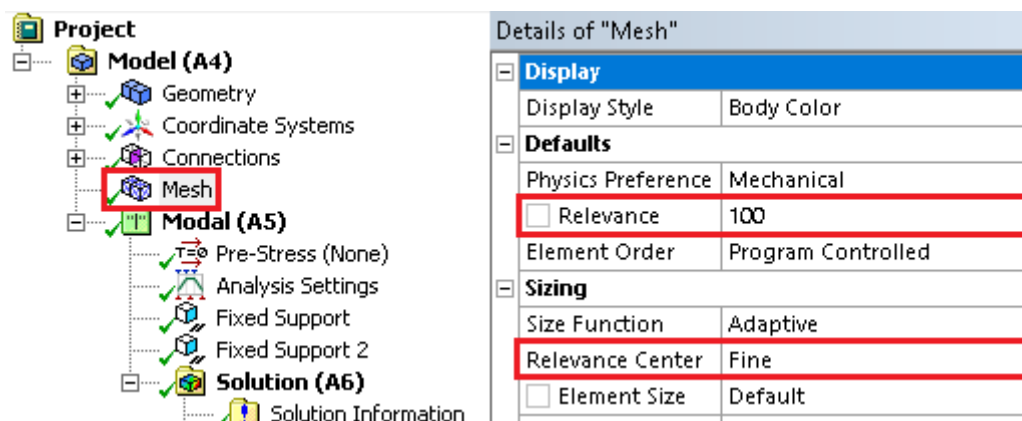 Project
Model (A4)
Geometry
Coordinate Systems
Connections
Mesh
Modal (A5)
T=0 Pre-Stress (None)
Analysis Settings
Fixed Support
Fixed Support 2
Solution (A6)
Solution Information
Details of "Mesh"
Display
Display Style Body Color
Defaults
Physics Preference Mechanical
Relevance 100
Element Order Program Controlled
Sizing
Size Function Adaptive
Relevance Center Fine
Element Size Default